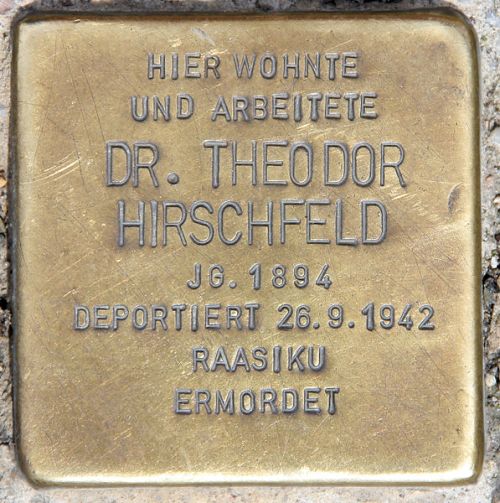 HIER WOHNTE
UND ARBEITETE
DR. THEODOR
HIRSCHFELD
JG. 1894
DEPORTIERT 26.9.1942
RAASIKU
ERMORDET